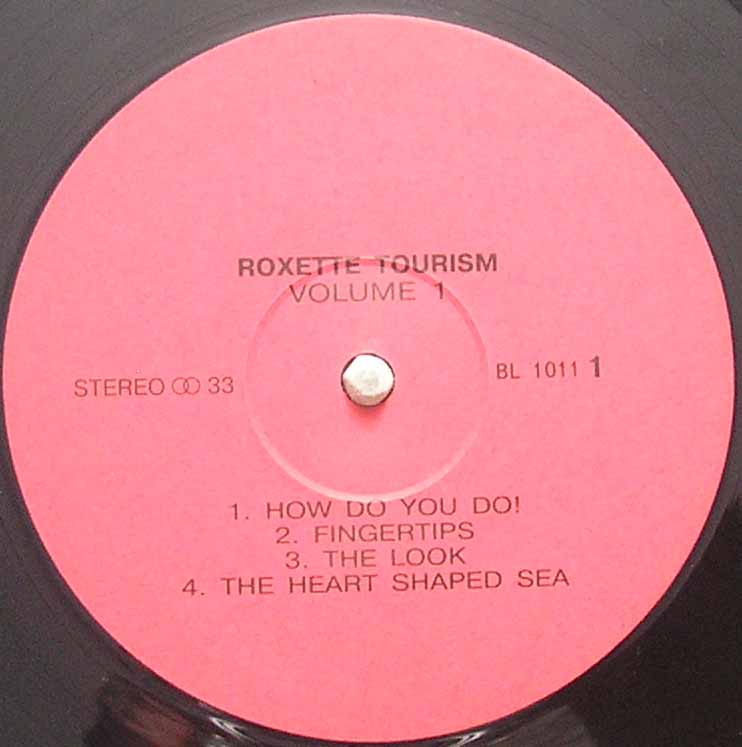 ROXETTE TOURISM
VOLUME 1
STEREO ꝏ 33
BL 1011 1
1. HOW DO YOU DO!
2. FINGERTIPS
3. THE LOOK
4. THE HEART SHAPED SEA